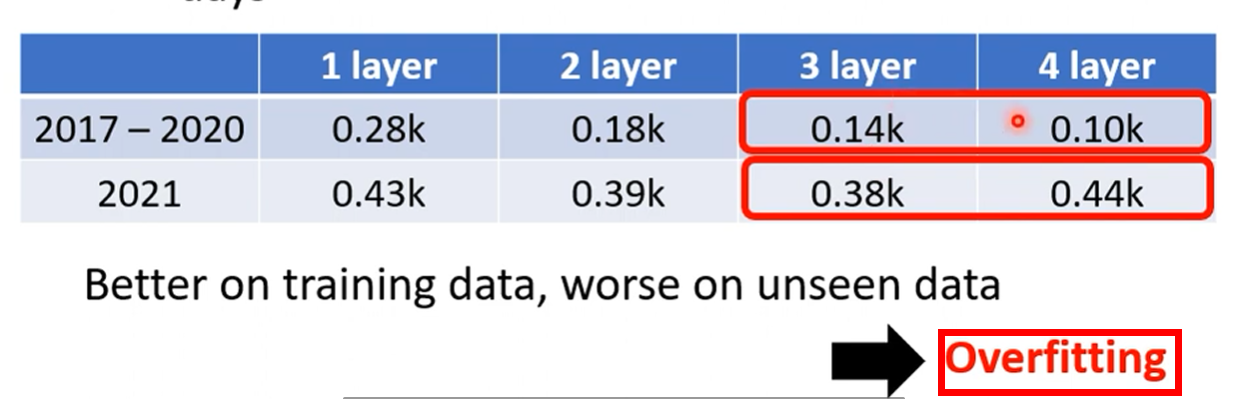 1 layer 2 layer 3 layer 4 layer
2017 – 2020 0.28k 0.18k 0.14k 0.10k
2021 0.43k 0.39k 0.38k 0.44k
Better on training data, worse on unseen data
Overfitting